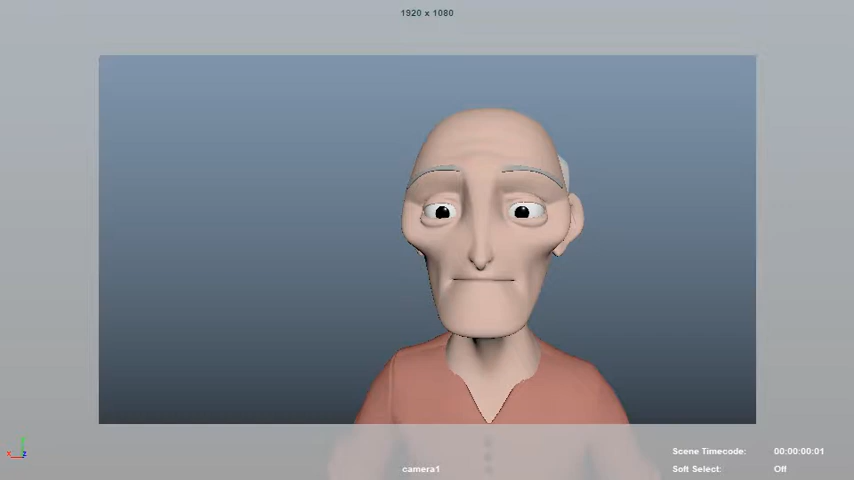 1920 x 1080
Scene Timecode: 00:00:00:01
camera1 Soft Select: Off
x z